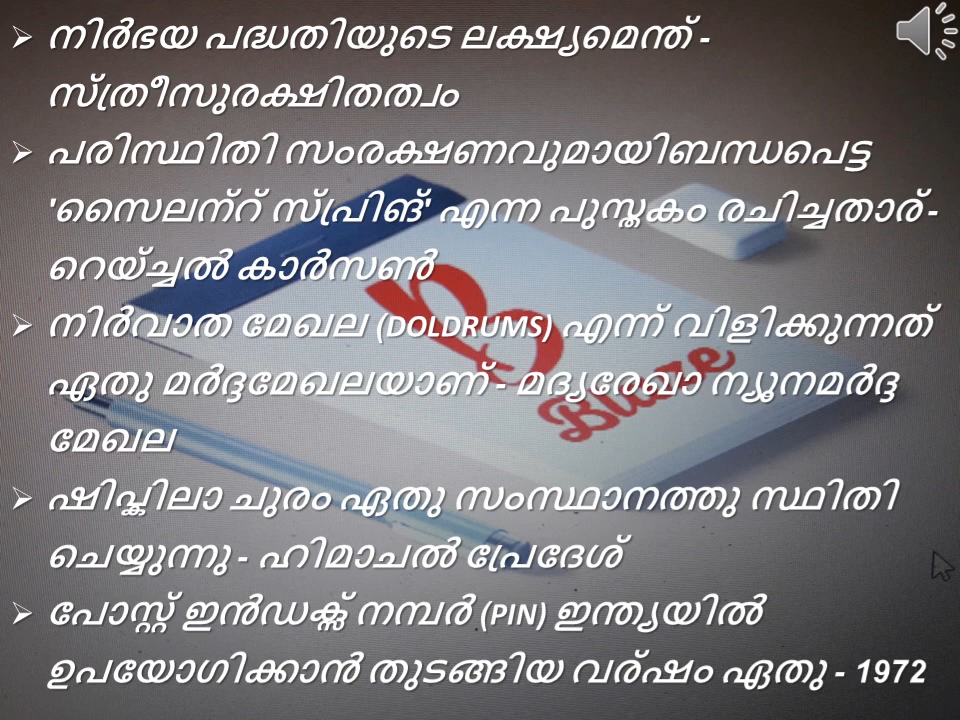 ➢ നിർഭയ പദ്ധതിയുടെ ലക്ഷ്യമെന്ത് -
സ്ത്രീസുരക്ഷിതത്വം
➢ പരിസ്ഥിതി സംരക്ഷണവുമായിബന്ധപെട്ട
'സൈലന്റ് സ്പ്രിങ്' എന്ന പുസ്തകം രചിച്ചതാര്-
റെയ്ച്ചൽ കാർസൺ
➢ നിർവാത മേഖല (DOLDRUMS) എന്ന് വിളിക്കുന്നത്
ഏതു മർദ്ദമേഖലയാണ്- മദ്യരേഖാ ന്യൂനമർദ്ദ
മേഖല
➢ ഷിപ്കിലാ ചുരം ഏതു സംസ്ഥാനത്തു സ്ഥിതി
ചെയ്യുന്നു - ഹിമാചൽ പ്രേദേശ്
➢ പോസ്റ്റ് ഇൻഡക്സ് നമ്പർ (PIN) ഇന്ത്യയിൽ
ഉപയോഗിക്കാൻ തുടങ്ങിയ വര്ഷം ഏതു - 1972
B
Blaze